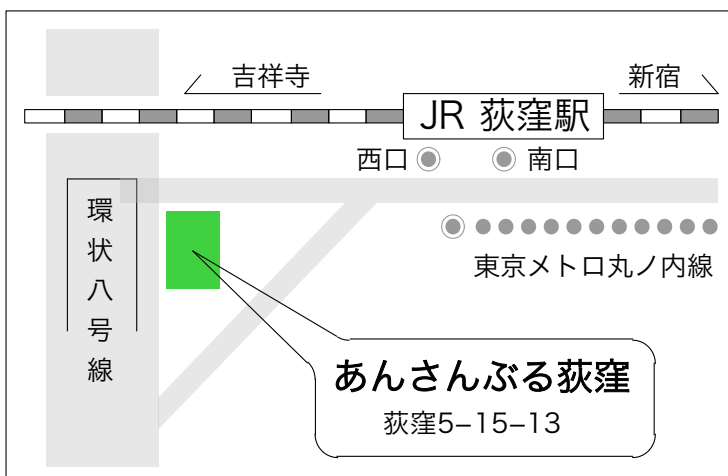 吉祥寺
新宿
JR 荻窪駅
西口
南口
環状八号線
東京メトロ丸ノ内線
あんさんぶる荻窪
荻窪5−15−13